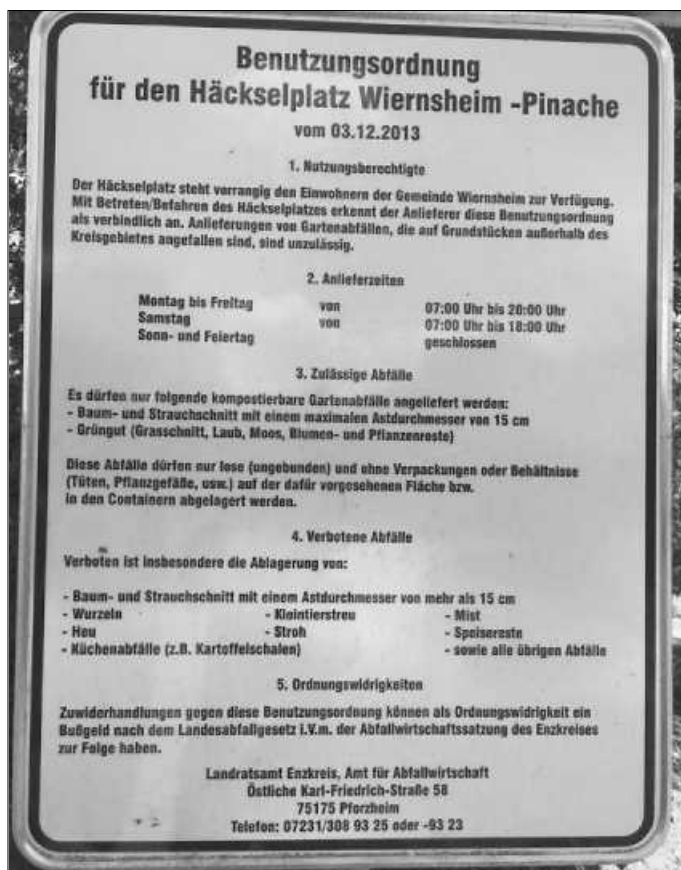 Benutzungsordnung
für den Häckselplatz Wiernsheim -Pinache
vom 03.12.2013
1. Nutzungsberechtigte
Der Häckselplatz steht vorrangig den Einwohnern der Gemeinde Wiernsheim zur Verfügung.
Mit Betreten/Befahren des Häckselplatzes erkennt der Anlieferer diese Benutzungsordnung
als verbindlich an. Anlieferungen von Gartenabfällen, die auf Grundstücken außerhalb des
Kreisgebietes angefallen sind, sind unzulässig.
2. Anlieferzeiten
Montag bis Freitag von 07:00 Uhr bis 20:00 Uhr
Samstag von 07:00 Uhr bis 18:00 Uhr
Sonn- und Feiertag geschlossen
3. Zulässige Abfälle
Es dürfen nur folgende kompostierbare Gartenabfälle angeliefert werden:
- Baum- und Strauchschnitt mit einem maximalen Astdurchmesser von 15 cm
- Grüngut (Grasschnitt, Laub, Moos, Blumen- und Pflanzenreste)
Diese Abfälle dürfen nur lose (ungebunden) und ohne Verpackungen oder Behältnisse
(Tüten, Pflanzgefäße, usw.) auf der dafür vorgesehenen Fläche bzw.
in den Containern abgelagert werden.
4. Verbotene Abfälle
Verboten ist insbesondere die Ablagerung von:
- Baum- und Strauchschnitt mit einem Astdurchmesser von mehr als 15 cm
- Wurzeln - Kleintierstreu - Mist
- Heu - Stroh - Speisereste
- Küchenabfälle (z.B. Kartoffelschalen) - sowie alle übrigen Abfälle
5. Ordnungswidrigkeiten
Zuwiderhandlungen gegen diese Benutzungsordnung können als Ordnungswidrigkeit ein
Bußgeld nach dem Landesabfallgesetz i.V.m. der Abfallwirtschaftssatzung des Enzkreises
zur Folge haben.
Landratsamt Enzkreis, Amt für Abfallwirtschaft
Östliche Karl-Friedrich-Straße 58
75175 Pforzheim
Telefon: 07231/308 93 25 oder -93 23